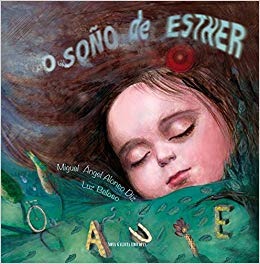 O SOÑO de ESTHER
Miguel Ángel Alonso Diz
Luz Beloso
A
E